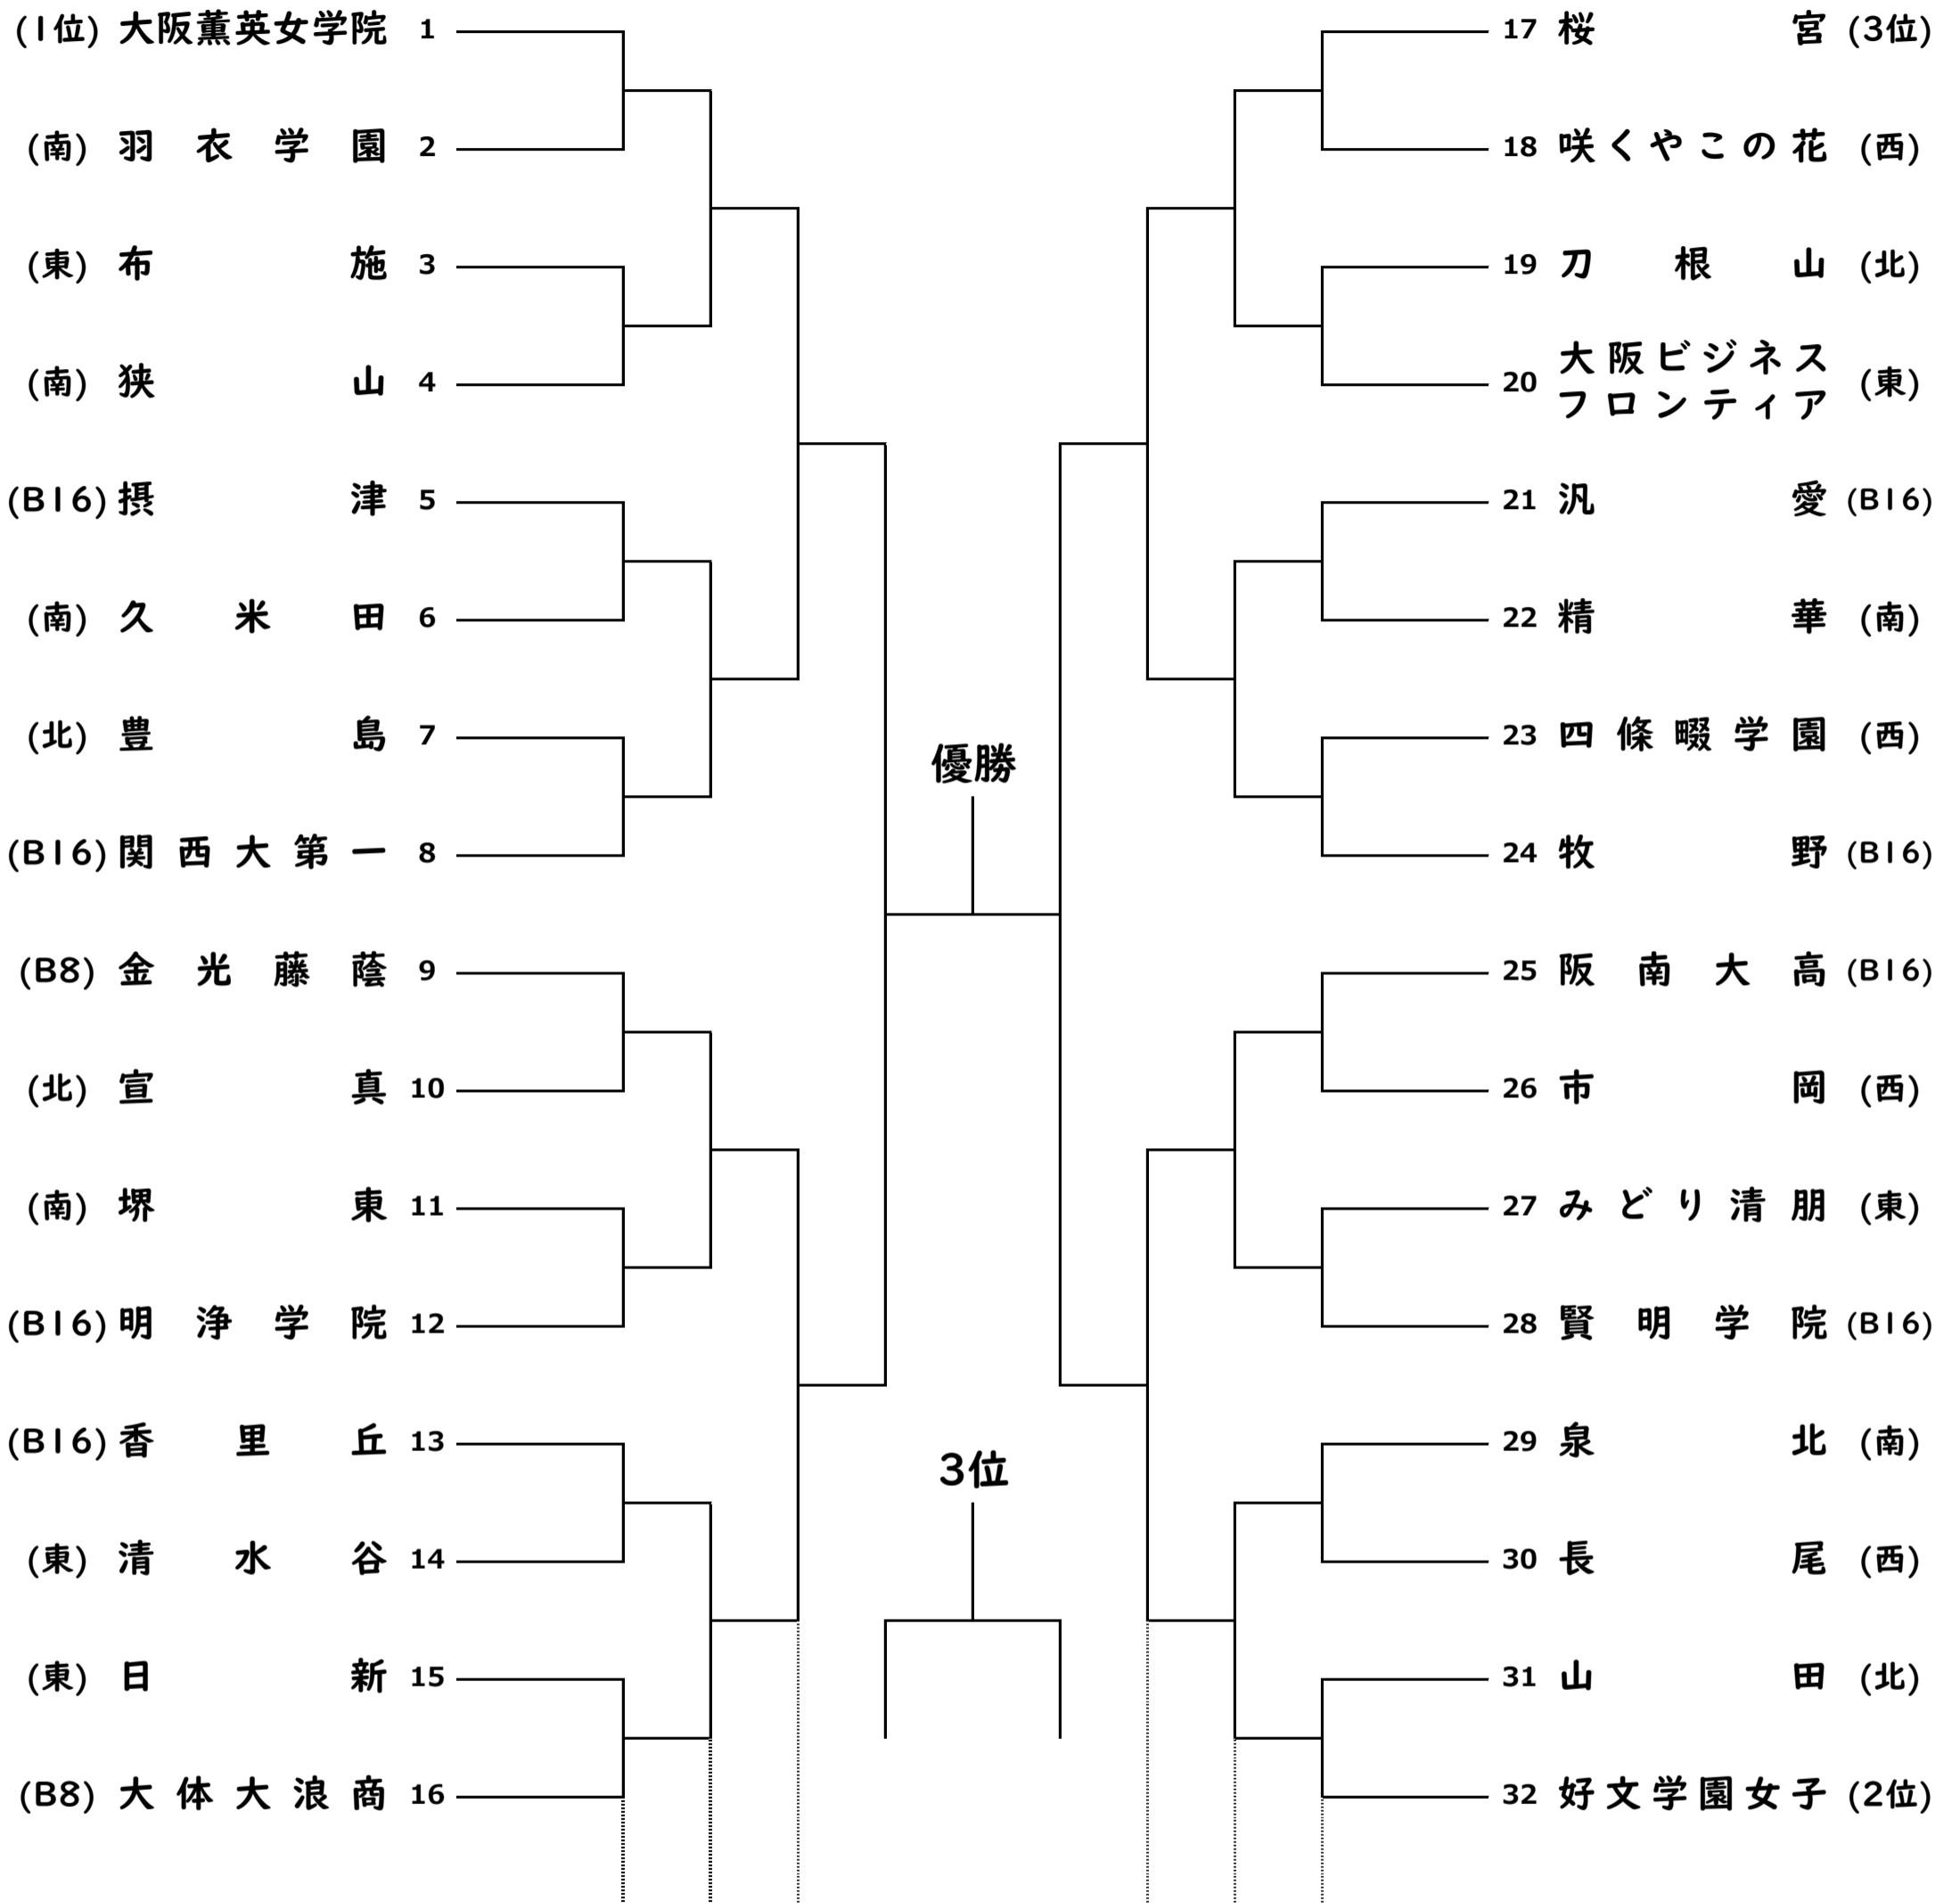 (1位) 大阪薫英女学院 1
(南) 羽衣学園 2
(東) 布施 3
(南) 狭山 4
(B16) 摂津 5
(南) 久米田 6
(北) 豊島 7
(B16) 関西大第一 8
(B8) 金光藤蔭 9
(北) 宣真 10
(南) 堺東 11
(B16) 明浄学院 12
(B16) 香里丘 13
(東) 清水谷 14
(東) 日新 15
(B8) 大体大浪商 16
優勝
3位
17 桜宮 (3位)
18 咲くやこの花 (西)
19 刀根山 (北)
20 大阪ビジネス
フロンティア (東)
21 汎愛 (B16)
22 精華 (南)
23 四條畷学園 (西)
24 牧野 (B16)
25 阪南大高 (B16)
26 市岡 (西)
27 みどり清朋 (東)
28 賢明学院 (B16)
29 泉北 (南)
30 長尾 (西)
31 山田 (北)
32 好文学園女子 (2位)